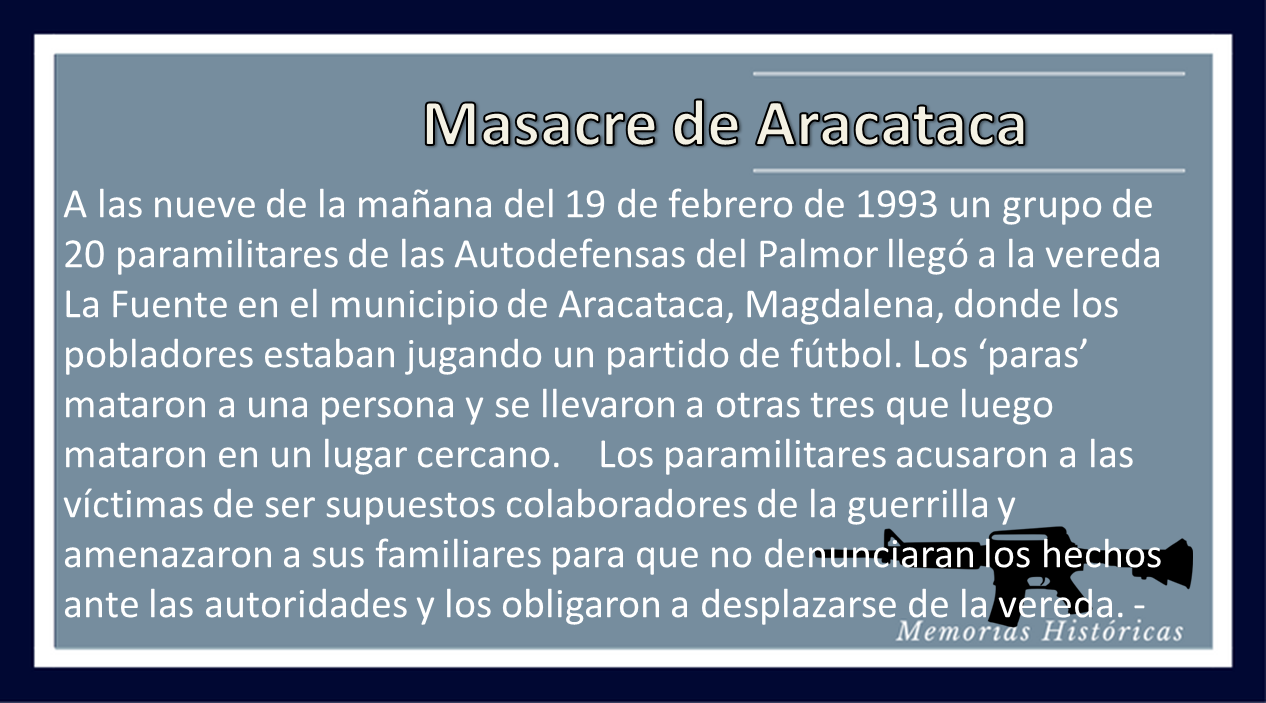 Masacre de Aracataca
A las nueve de la mañana del 19 de febrero de 1993 un grupo de
20 paramilitares de las Autodefensas del Palmor llegó a la vereda
La Fuente en el municipio de Aracataca, Magdalena, donde los
pobladores estaban jugando un partido de fútbol. Los ‘paras’
mataron a una persona y se llevaron a otras tres que luego
mataron en un lugar cercano.    Los paramilitares acusaron a las
víctimas de ser supuestos colaboradores de la guerrilla y
amenazaron a sus familiares para que no denunciaran los hechos
ante las autoridades y los obligaron a desplazarse de la vereda. -
Memorias Históricas